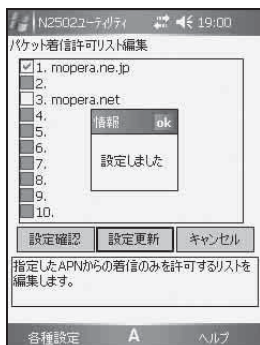 N2502ユーティリティ 19:00
パケット着信許可リスト編集
1. mopera.ne.jp
2.
3. mopera.net
4.
5.
6.
7.
8.
9.
10.
情報 ok
設定しました
設定確認 設定更新 キャンセル
指定したAPNからの着信のみを許可するリストを
編集します。
各種設定 A ヘルプ